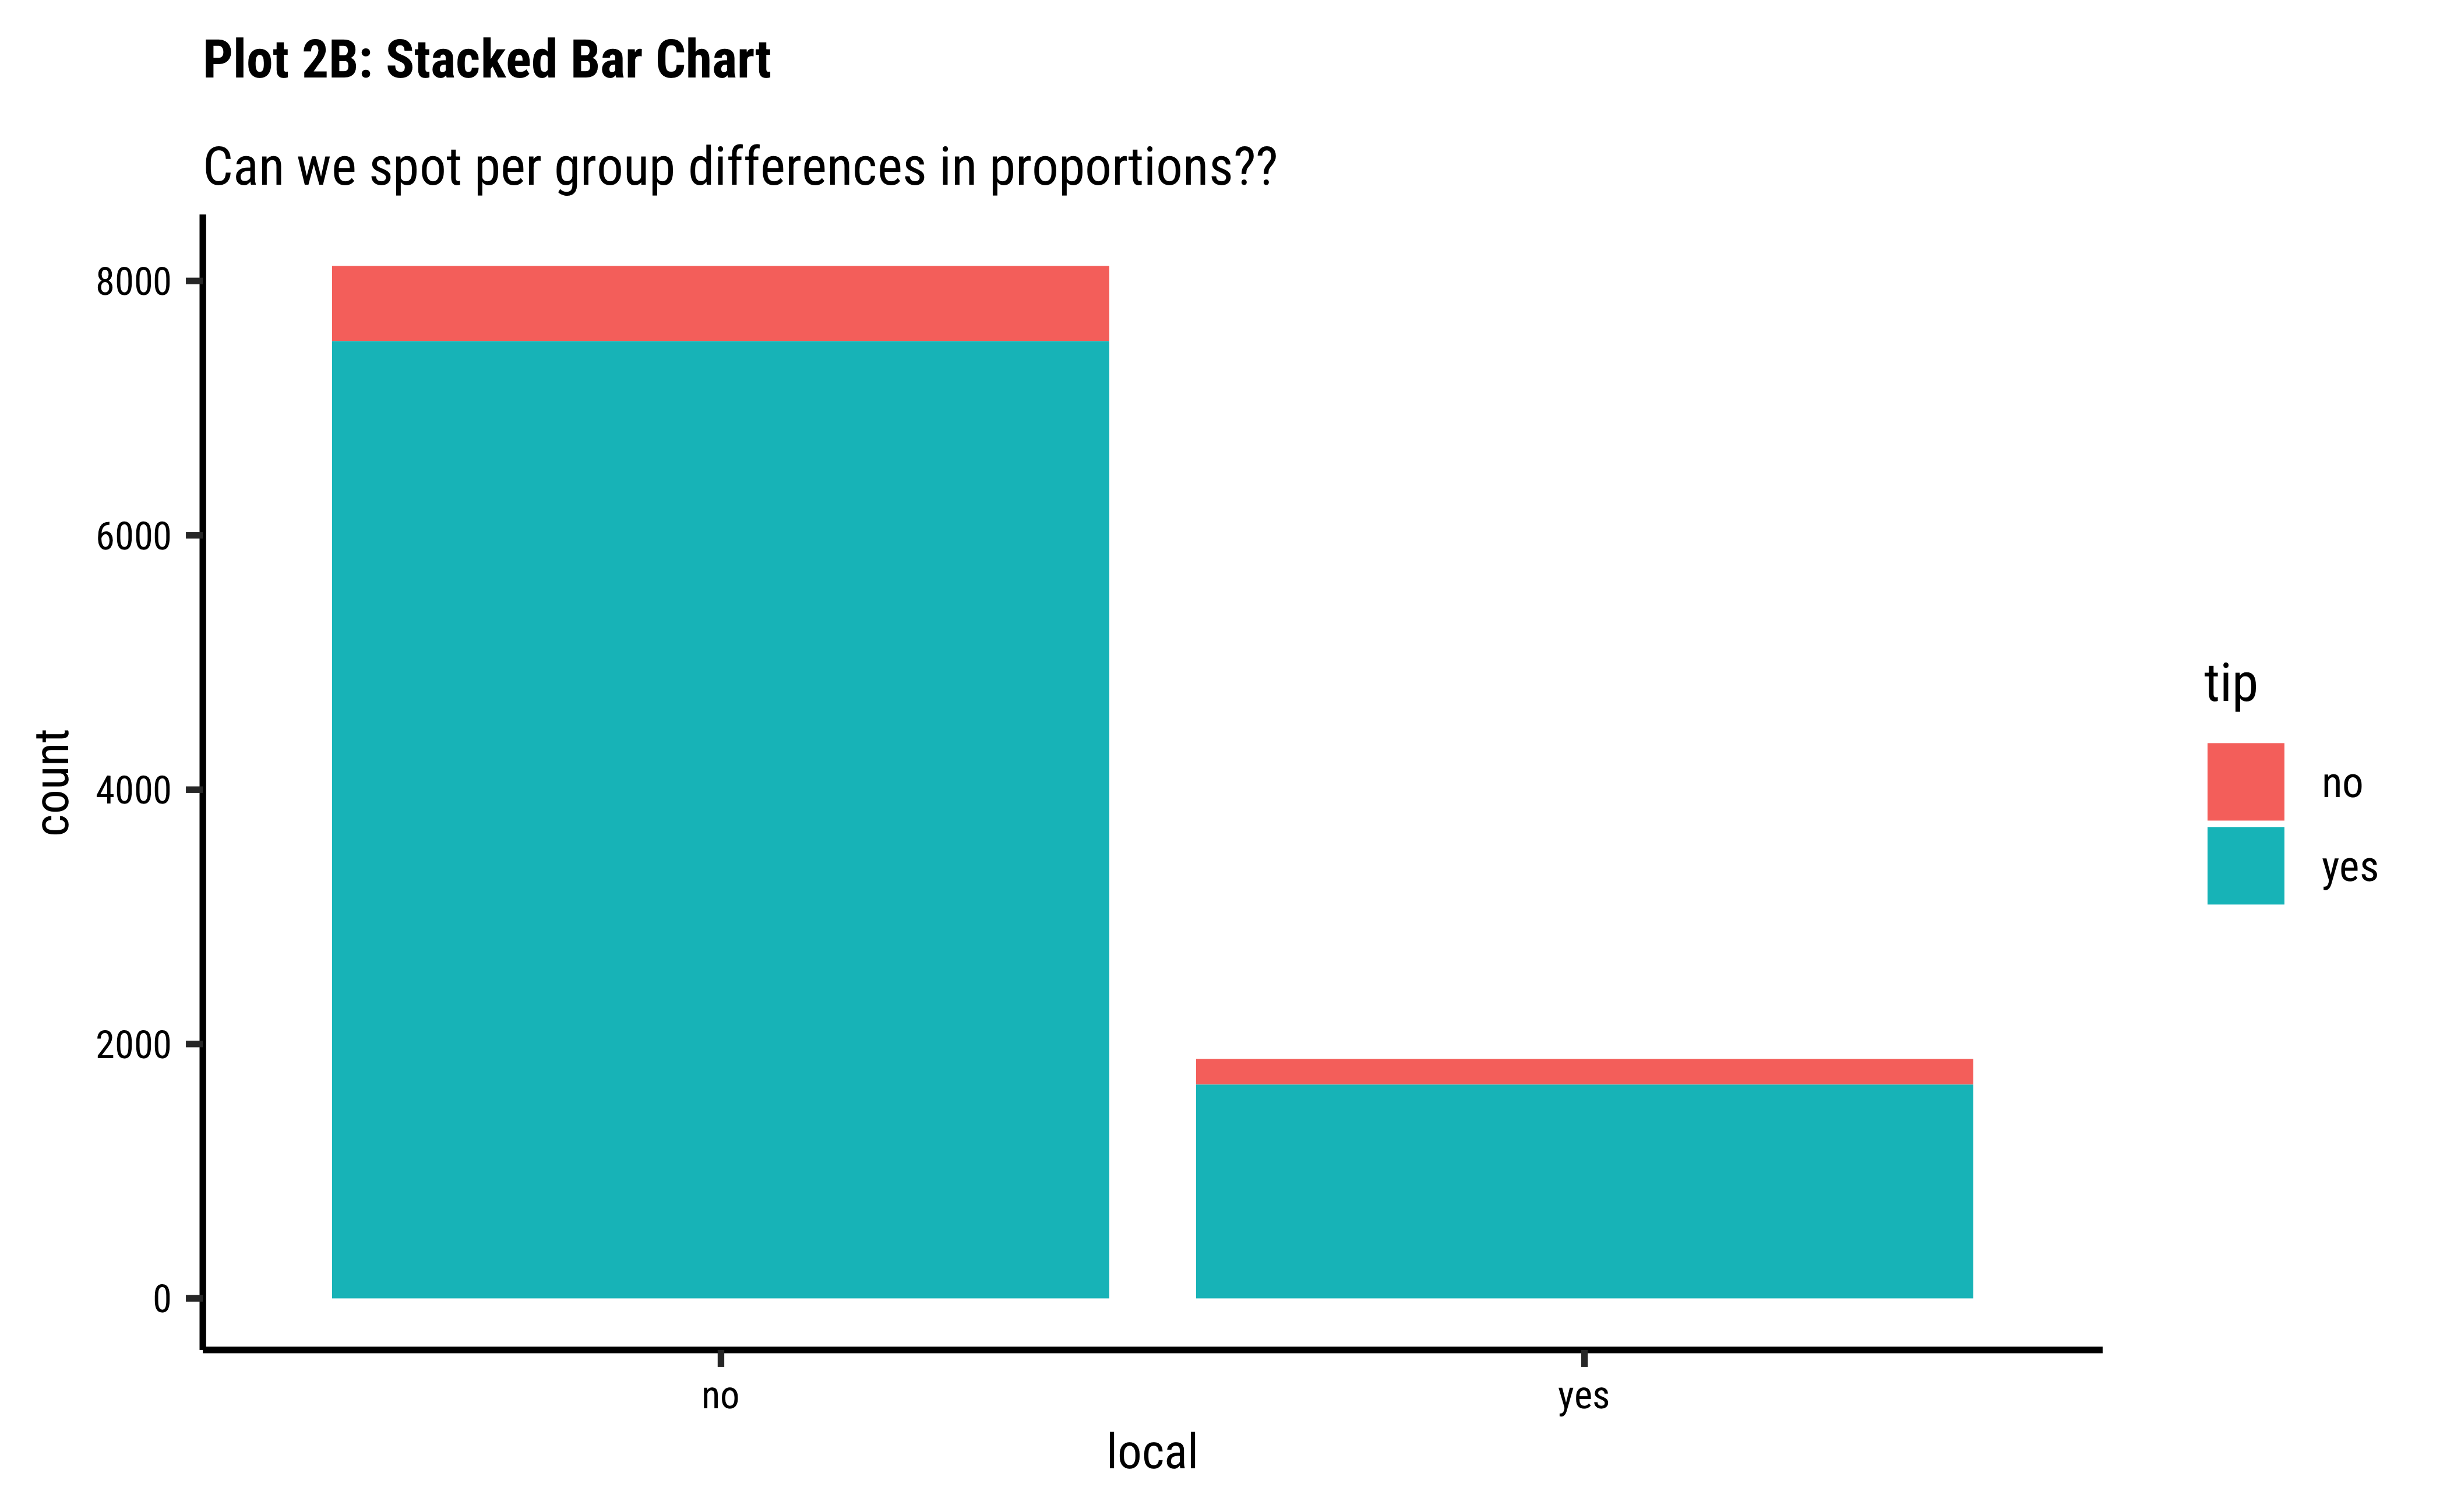 Plot 2B: Stacked Bar Chart
Can we spot per group differences in proportions??
count
8000
6000
4000
2000
0
no
yes
local
tip
no
yes